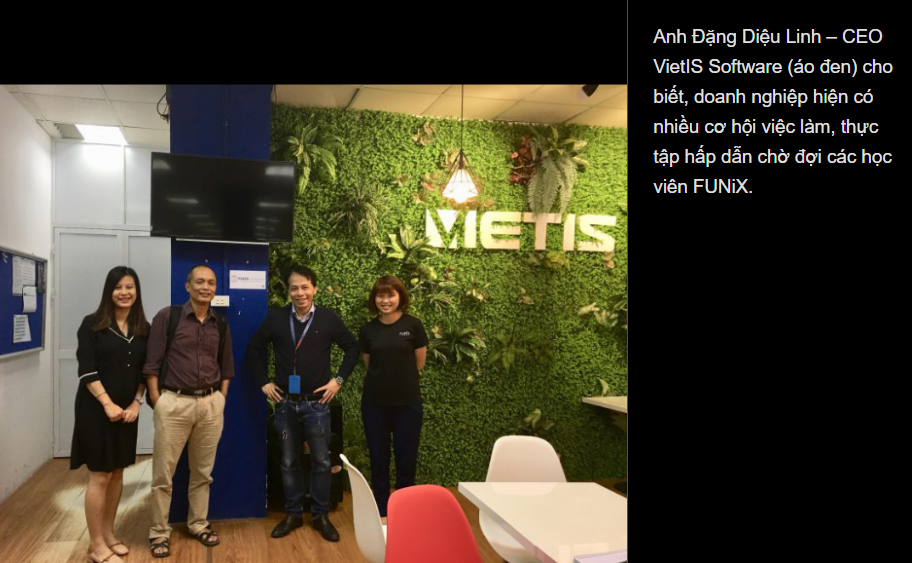 Anh Đặng Diệu Linh – CEO
VietIS Software (áo đen) cho
biết, doanh nghiệp hiện có
nhiều cơ hội việc làm, thực
tập hấp dẫn chờ đợi các học
viên FUNiX.
VIETIS